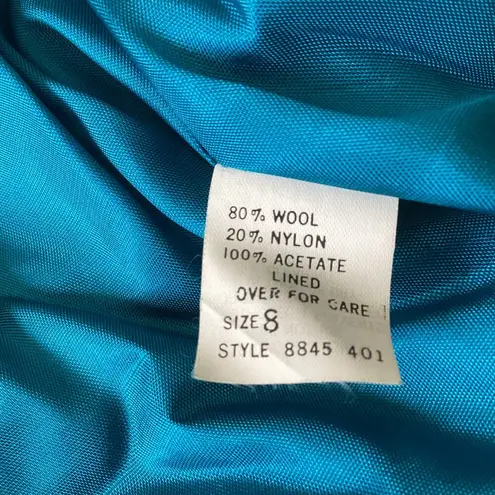 80% WOOL
20% NYLON
100% ACETATE
LINED
OVER FOR CARE
SIZE 8
STYLE 8845 401